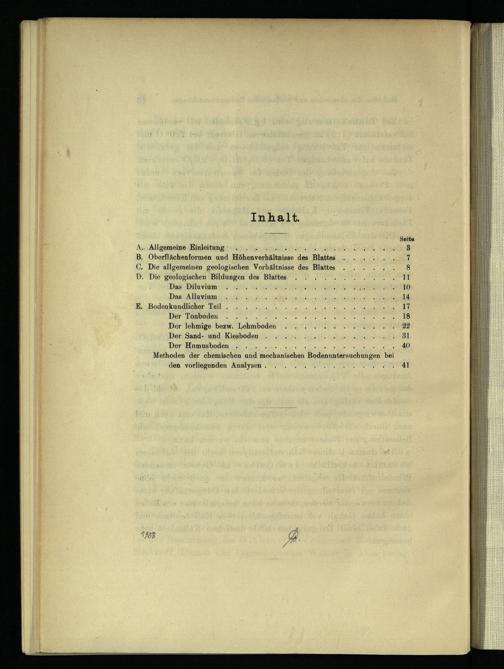 Inhalt.
Seite
A. Allgemeine Einleitung . . . . . . . . . . . . . . . . 3
B. Oberflächenformen und Höhenverhältnisse des Blattes . . . . . . 7
C. Die allgemeinen geologischen Verhältnisse des Blattes . . . . . . 8
D. Die geologischen Bildungen des Blattes . . . . . . . . . . 11
Das Diluvium . . . . . . . . . . . . . . . . 10
Das Alluvium . . . . . . . . . . . . . . . . 14
E. Bodenkundlicher Teil . . . . . . . . . . . . . . . . 17
Der Tonboden . . . . . . . . . . . . . . . . 18
Der lehmige bezw. Lehmboden . . . . . . . . . . . 22
Der Sand- und Kiesboden . . . . . . . . . . . . 31
Der Humusboden . . . . . . . . . . . . . . . 40
Methoden der chemischen und mechanischen Bodenuntersuchungen bei
den vorliegenden Analysen . . . . . . . . . . . . 41